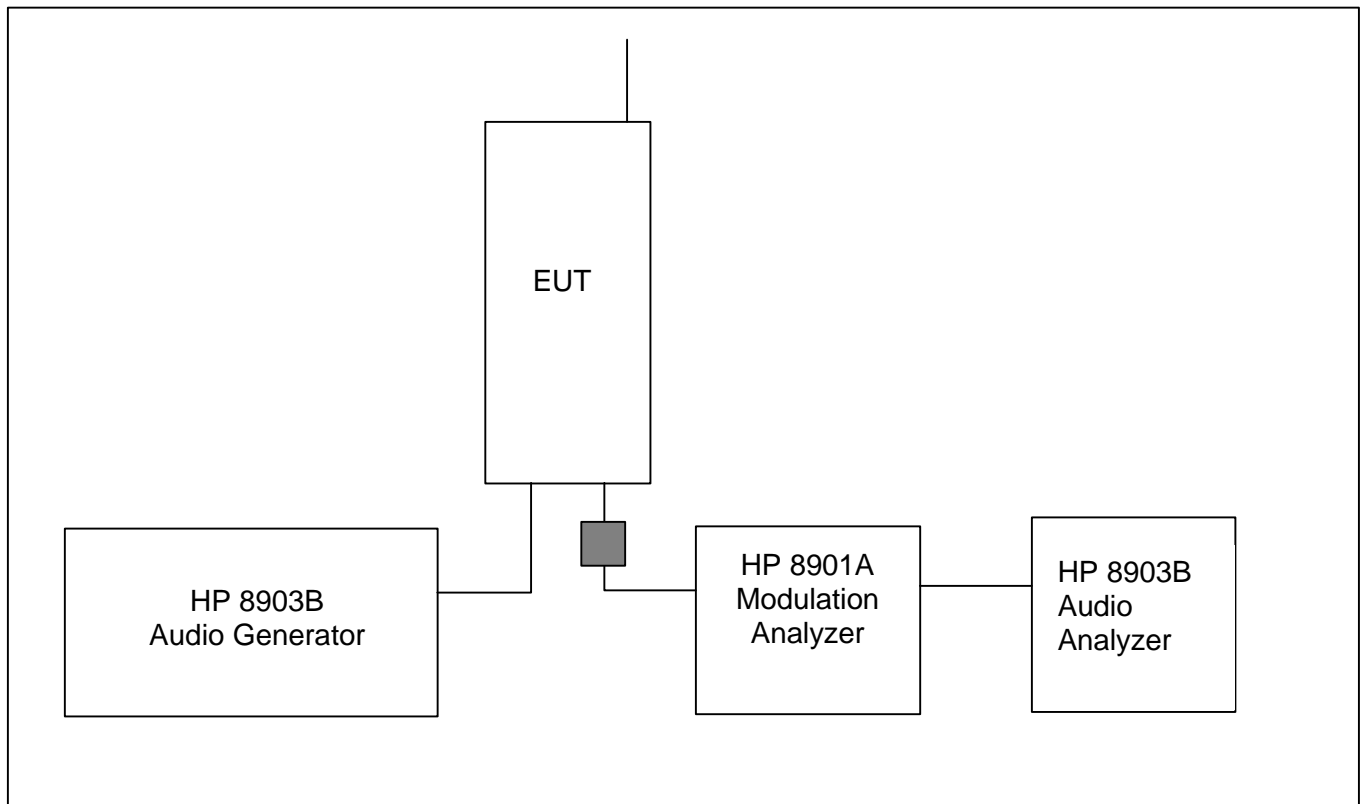 EUT
HP 8903B
Audio Generator
HP 8901A
Modulation
Analyzer
HP 8903B
Audio
Analyzer